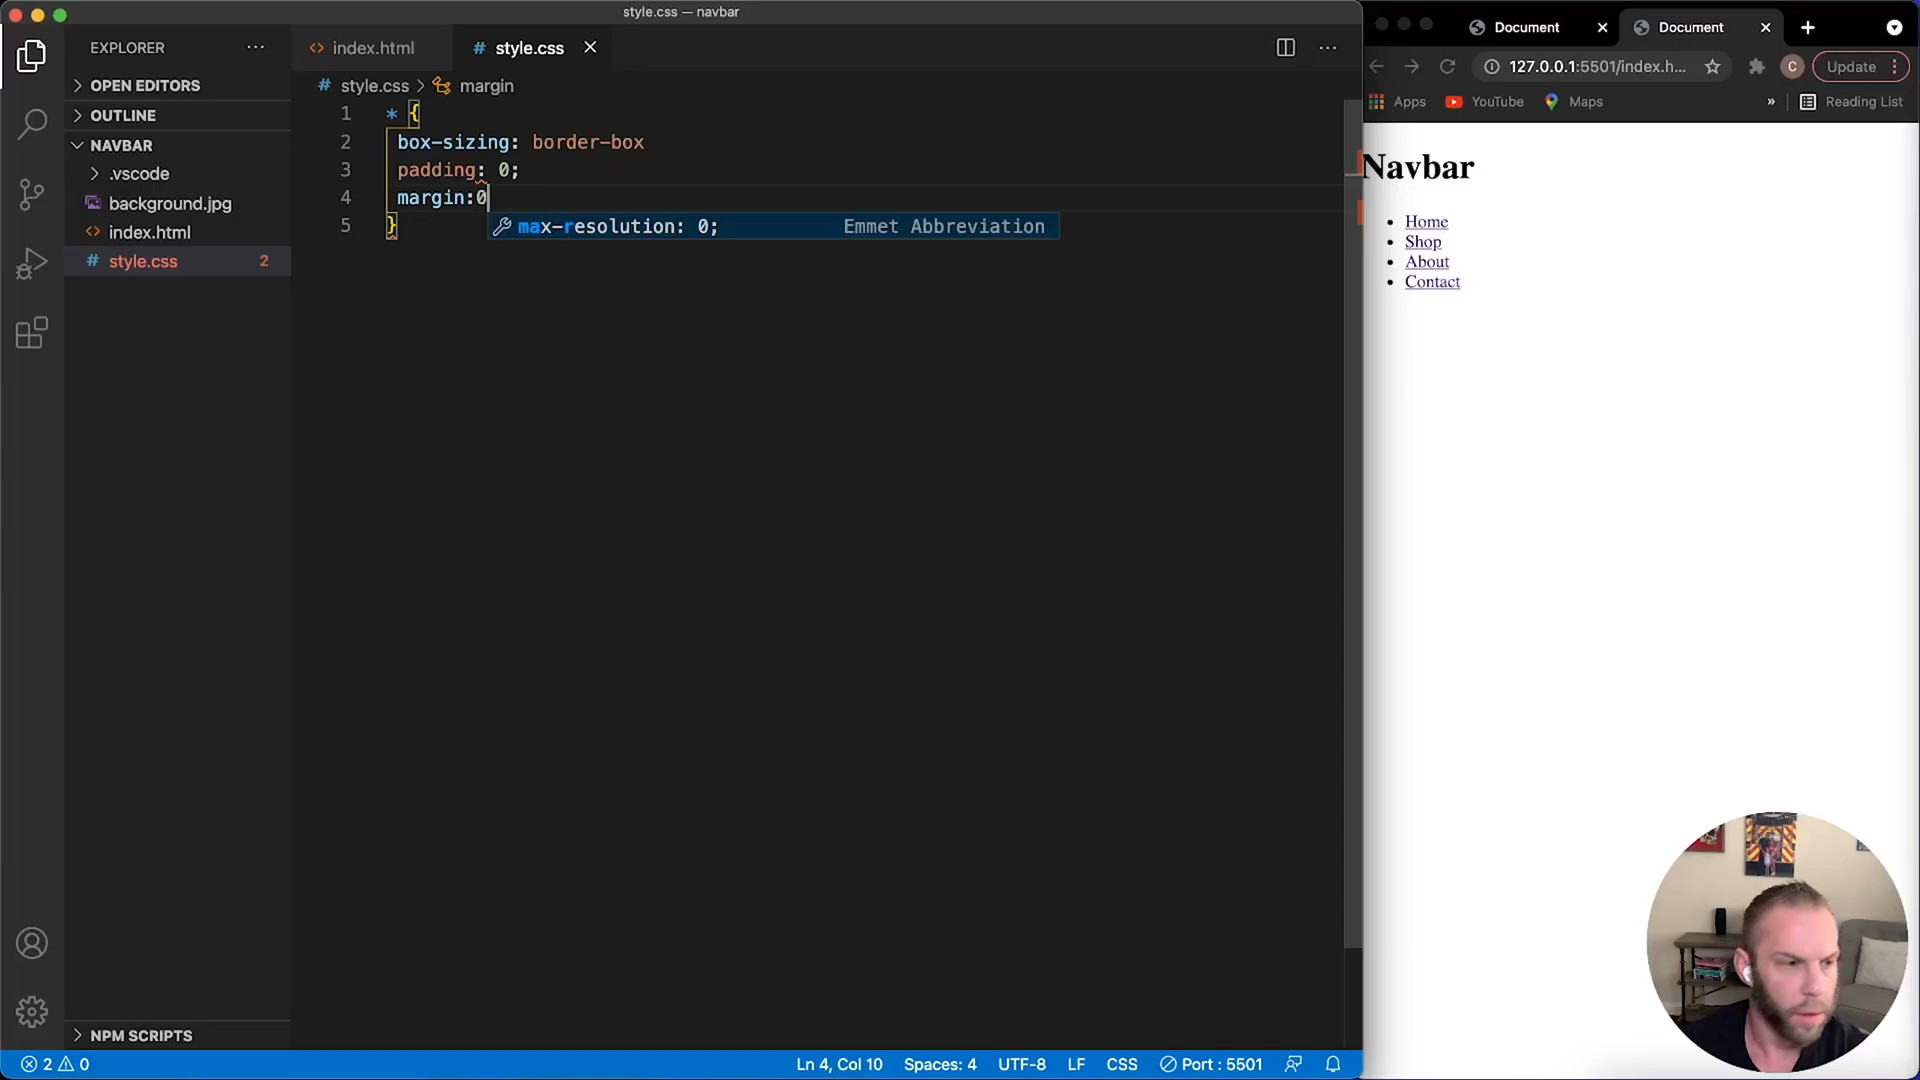 style.css — navbar
EXPLORER
OPEN EDITORS
OUTLINE
NAVBAR
.vscode
background.jpg
index.html
style.css 2
NPM SCRIPTS
index.html
style.css
style.css > margin
1 * {
2 box-sizing: border-box
3 padding: 0;
4 margin:0
5 }
max-resolution: 0; Emmet Abbreviation
2 0
Ln 4, Col 10 Spaces: 4 UTF-8 LF CSS Port : 5501
Document Document
127.0.0.1:5501/index.h... C Update
Apps YouTube Maps » Reading List
Navbar
Home
Shop
About
Contact